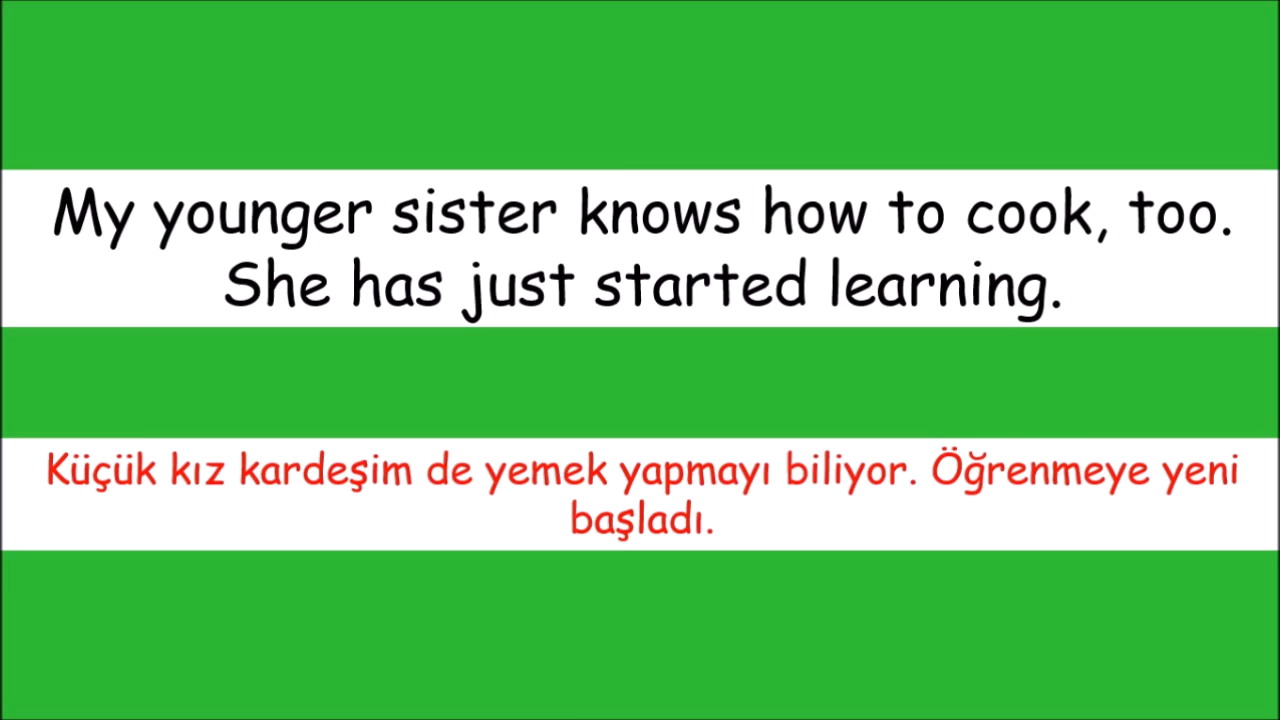 My younger sister knows how to cook, too.
She has just started learning.
Küçük kız kardeşim de yemek yapmayı biliyor. Öğrenmeye yeni
başladı.